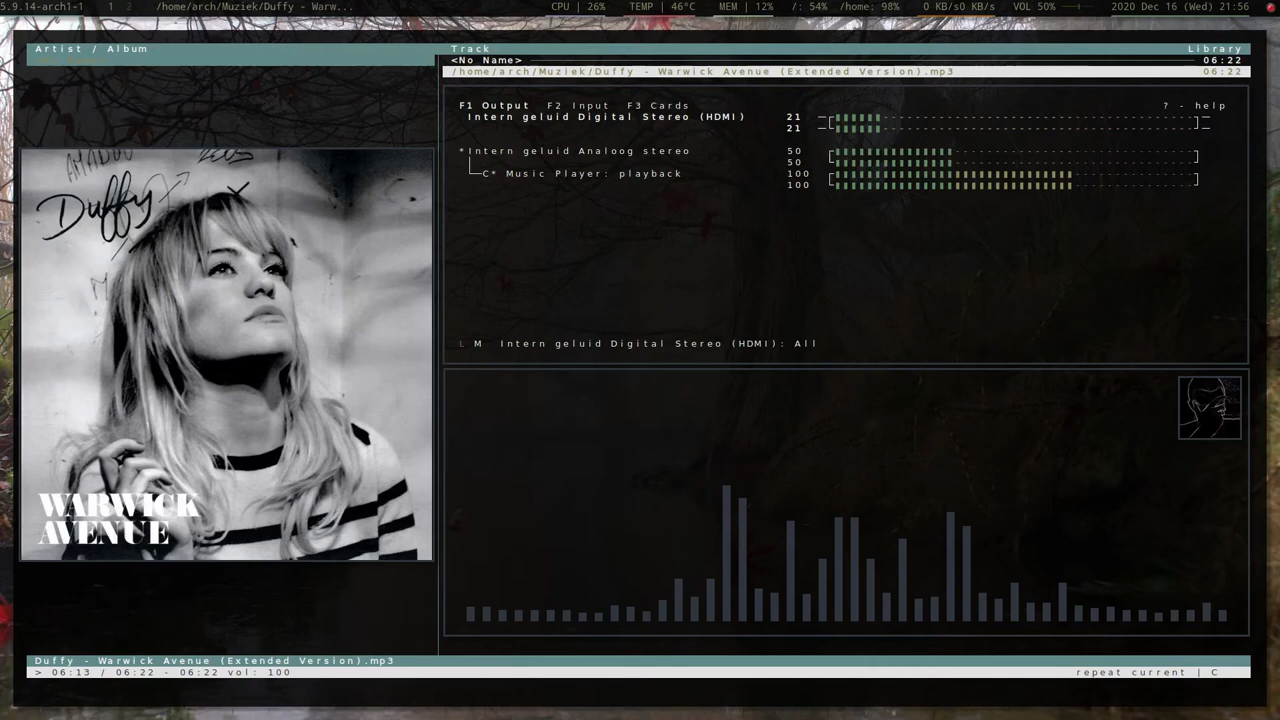 5.9.14-arch1-1 1 2 /home/arch/Muziek/Duffy - Warw... CPU | 26% TEMP | 46°C MEM | 12% /: 54% /home: 98% 0 KB/s0 KB/s VOL 50% 2020 Dec 16 (Wed) 21:56
Artist / Album Track Library
<No Name> 06:22
/home/arch/Muziek/Duffy - Warwick Avenue (Extended Version).mp3 06:22
F1 Output F2 Input F3 Cards ? - help
Intern geluid Digital Stereo (HDMI) 21
21
*Intern geluid Analoog stereo 50
50
C* Music Player: playback 100
100
L M Intern geluid Digital Stereo (HDMI): All
Duffy
WARWICK
AVENUE
Duffy - Warwick Avenue (Extended Version).mp3
> 06:13 / 06:22 - 06:22 vol: 100 repeat current | C